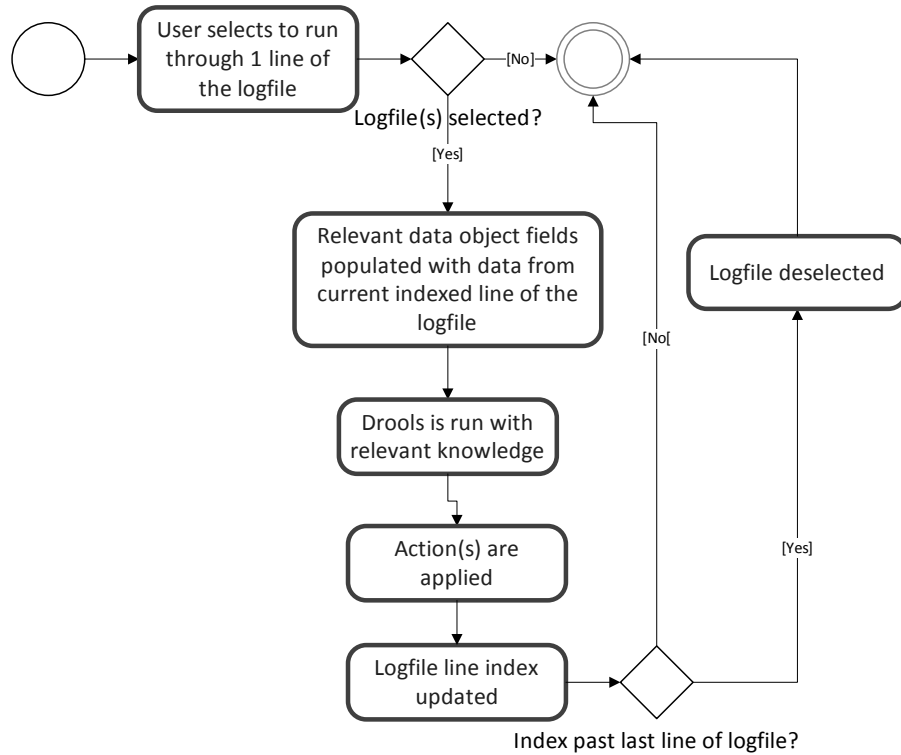 User selects to run
through 1 line of
the logfile
[No]
Logfile(s) selected?
[Yes]
Relevant data object fields
populated with data from
current indexed line of the
logfile
Logfile deselected
[No[
Drools is run with
relevant knowledge
Action(s) are
applied
[Yes]
Logfile line index
updated
Index past last line of logfile?